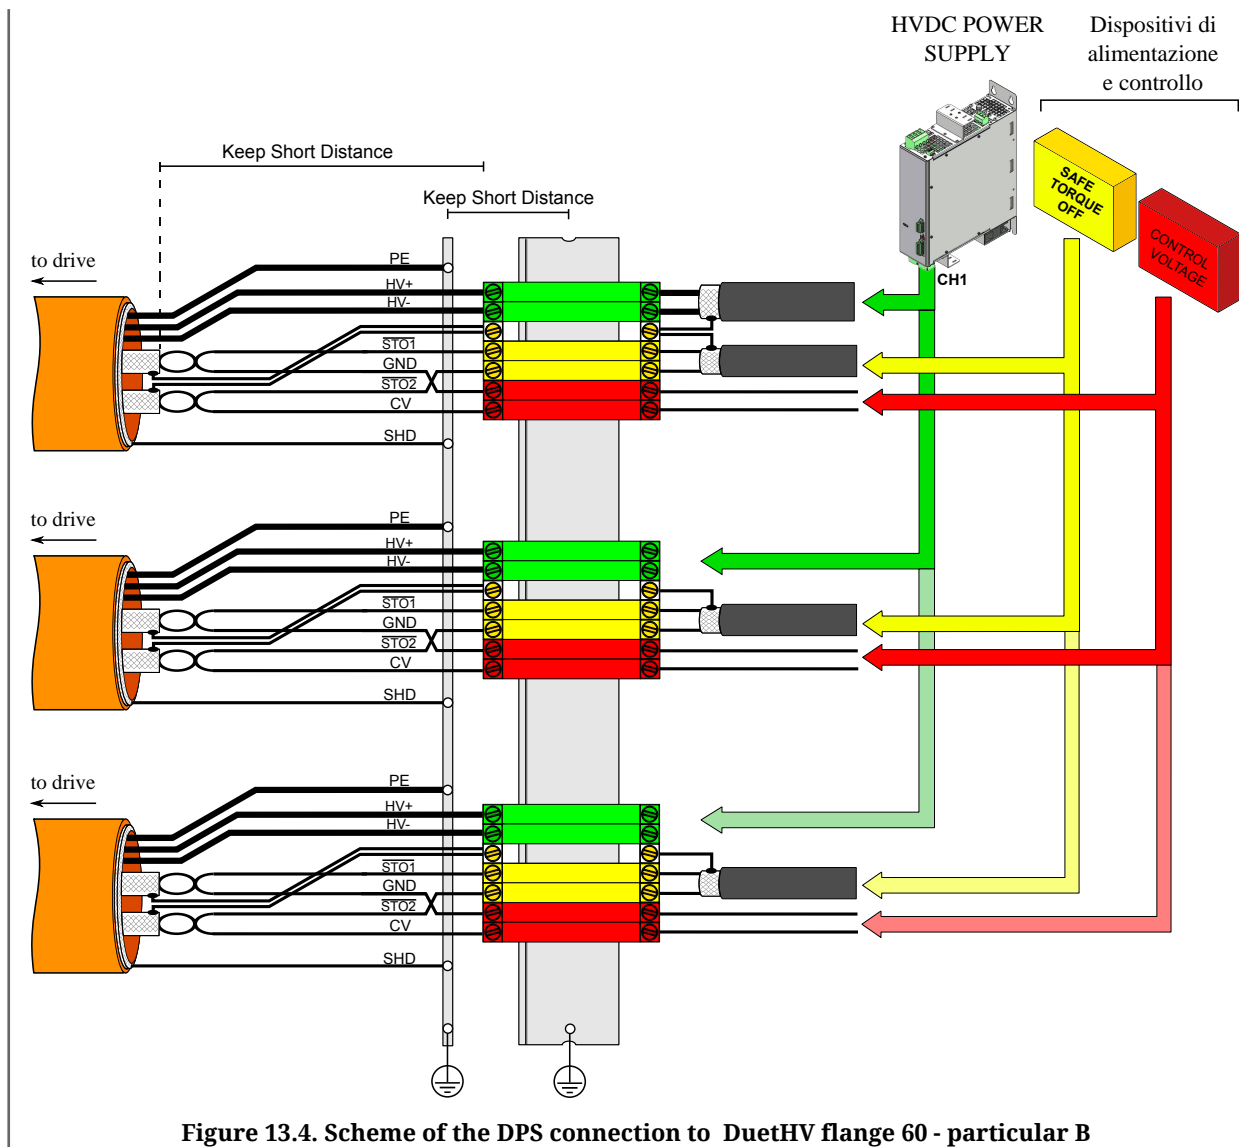 HVDC POWER
SUPPLY
Dispositivi di
alimentazione
e controllo
Keep Short Distance
Keep Short Distance
SAFE
TORQUE
OFF
CONTROL
VOLTAGE
CH1
to drive
PE
HV+
HV-
STO1
GND
STO2
CV
SHD
to drive
PE
HV+
HV-
STO1
GND
STO2
CV
SHD
to drive
PE
HV+
HV-
STO1
GND
STO2
CV
SHD
Figure 13.4. Scheme of the DPS connection to DuetHV flange 60 - particular B